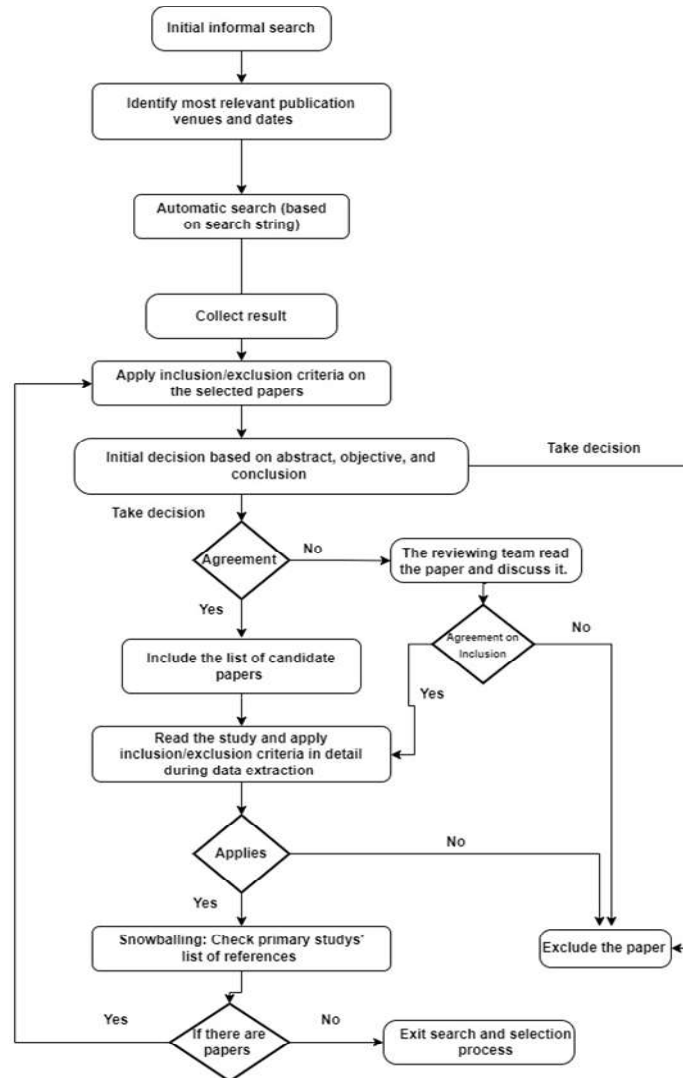 Initial informal search
Identify most relevant publication
venues and dates
Automatic search (based
on search string)
Collect result
Apply inclusion/exclusion criteria on
the selected papers
Initial decision based on abstract, objective, and
conclusion
Take decision
Take decision
Agreement
No
The reviewing team read
the paper and discuss it.
Yes
Agreement on
Inclusion
No
Include the list of candidate
papers
Yes
Read the study and apply
inclusion/exclusion criteria in detail
during data extraction
Applies
No
Yes
Snowballing: Check primary studys'
list of references
Exclude the paper
Yes
If there are
papers
No
Exit search and selection
process